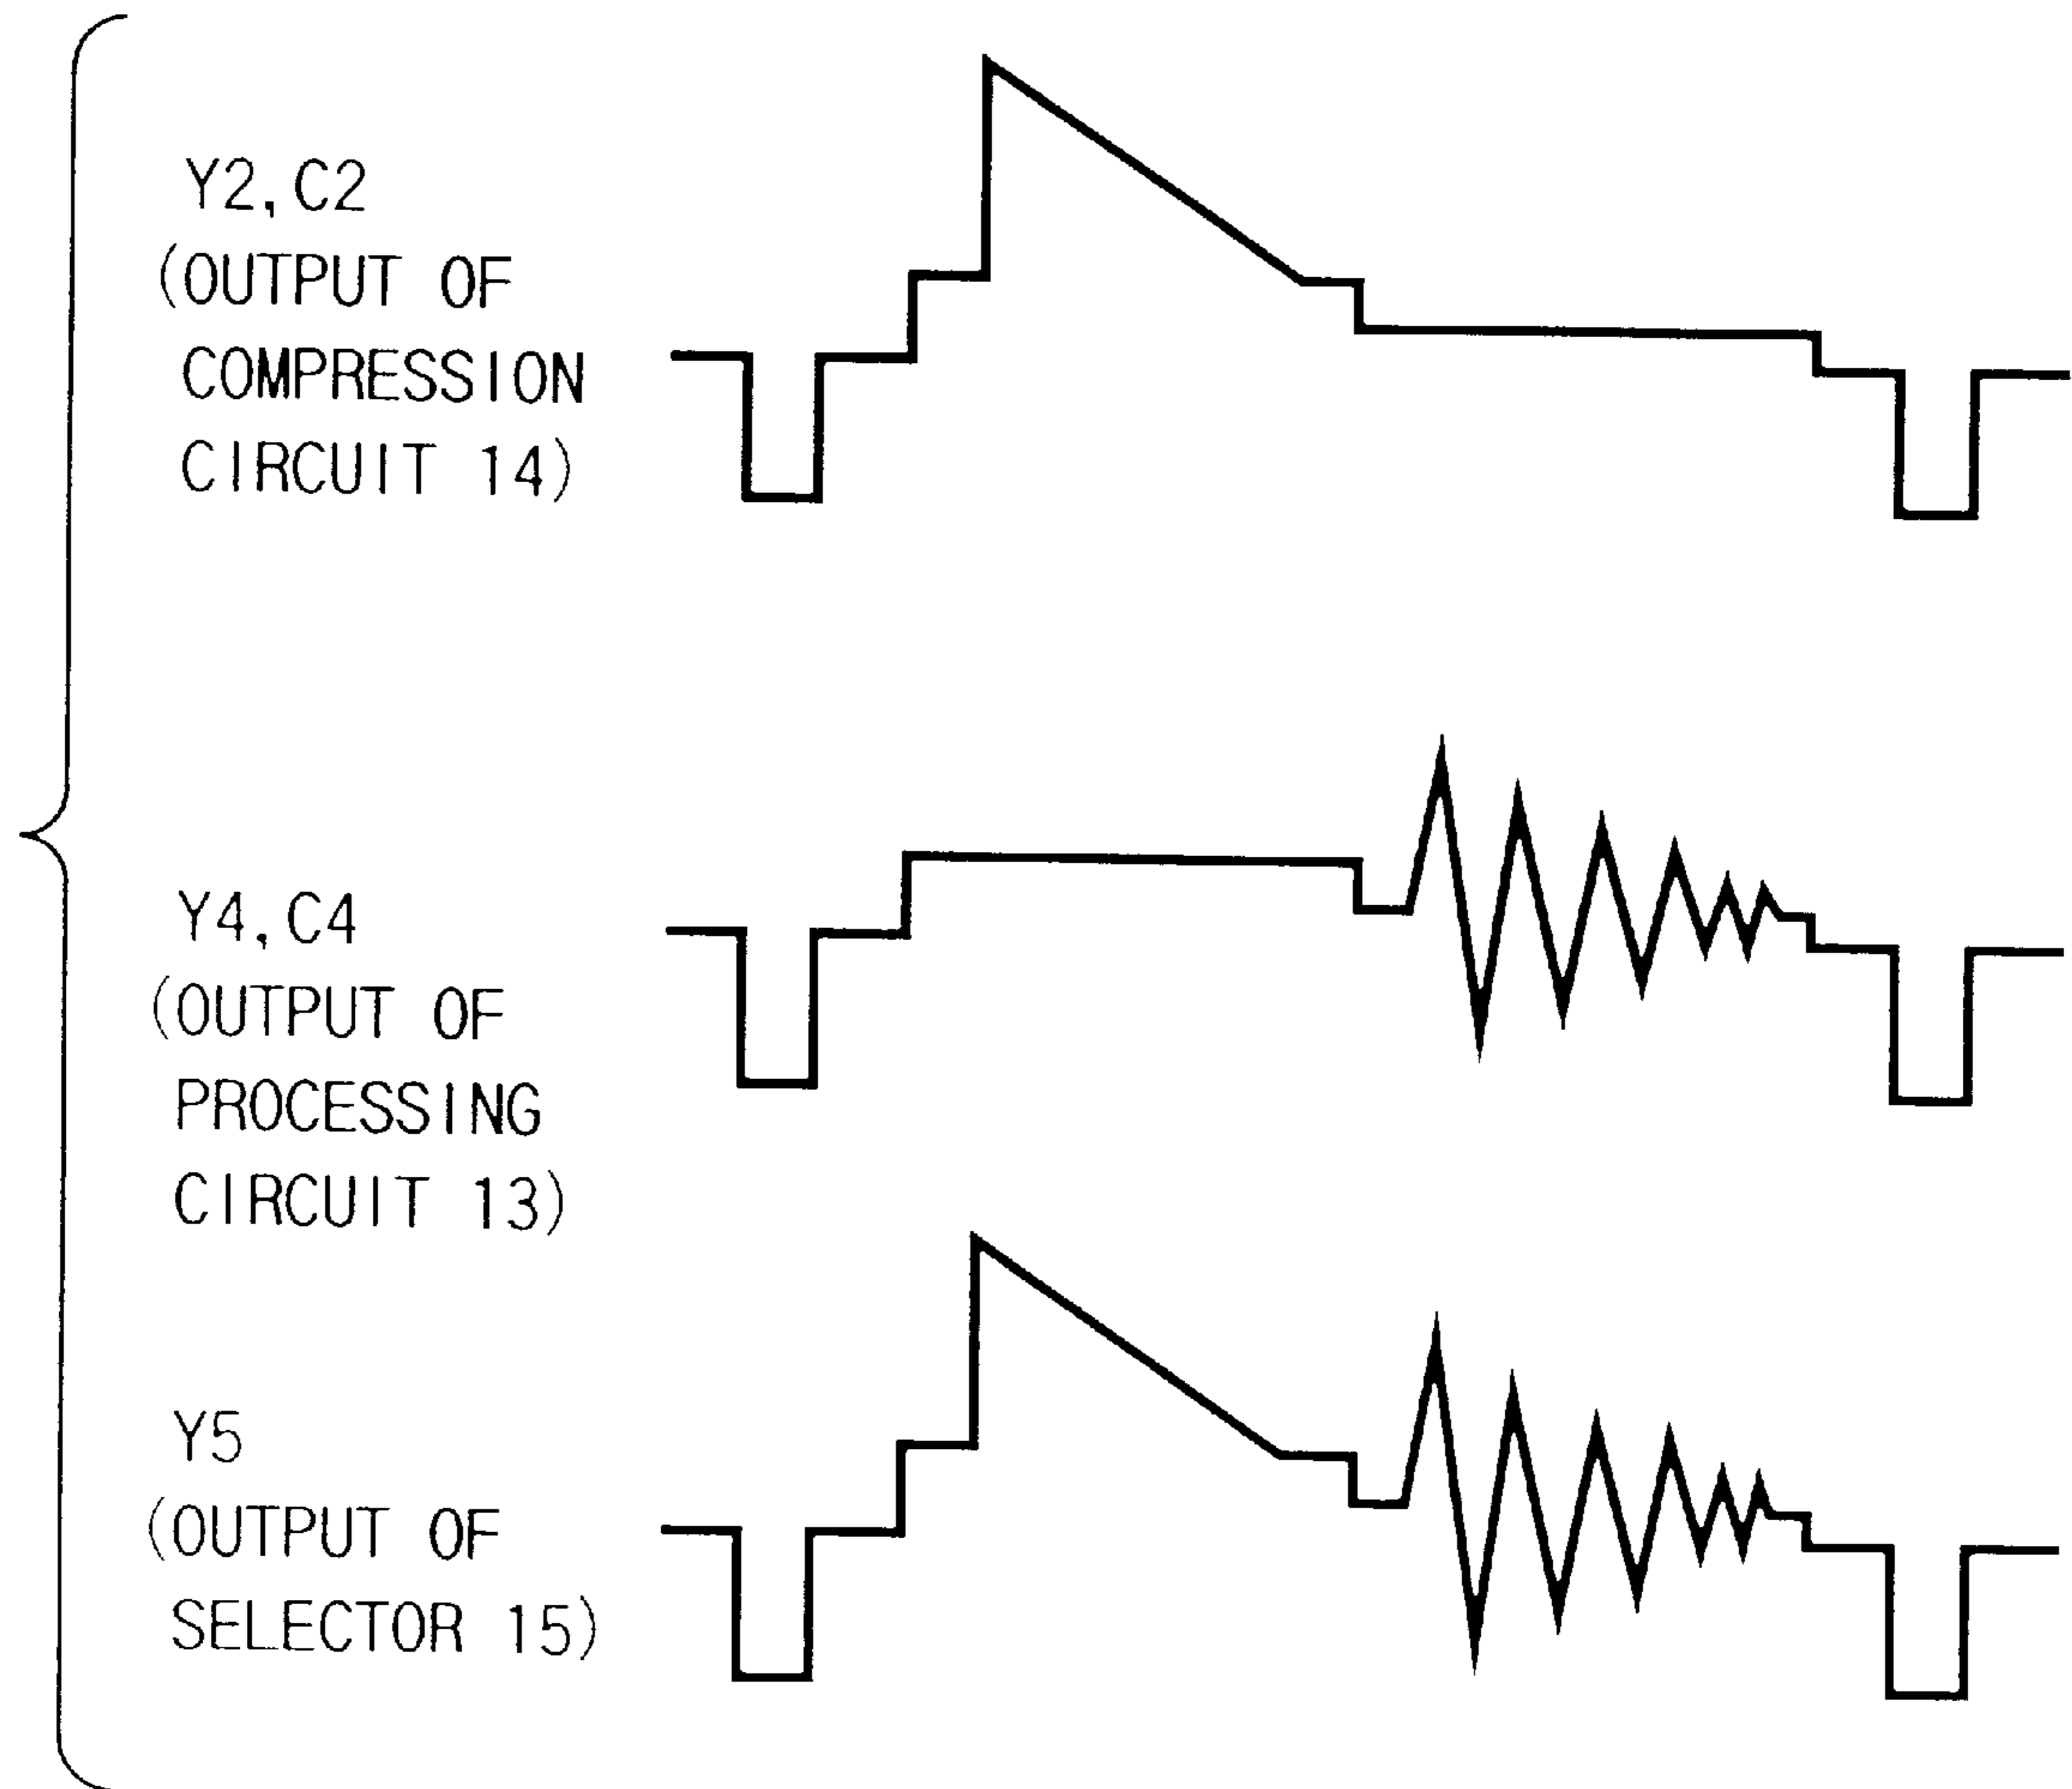 Y2,C2
(OUTPUT OF
COMPRESSION
CIRCUIT 14)
Y4,C4
(OUTPUT OF
PROCESSING
CIRCUIT 13)
Y5
(OUTPUT OF
SELECTOR 15)